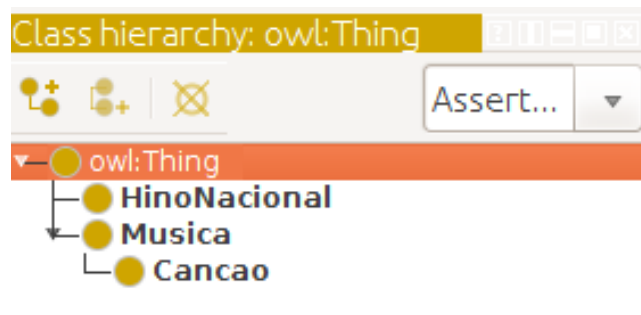 Class hierarchy: owl:Thing
Assert...
owl:Thing
HinoNacional
Musica
Cancao